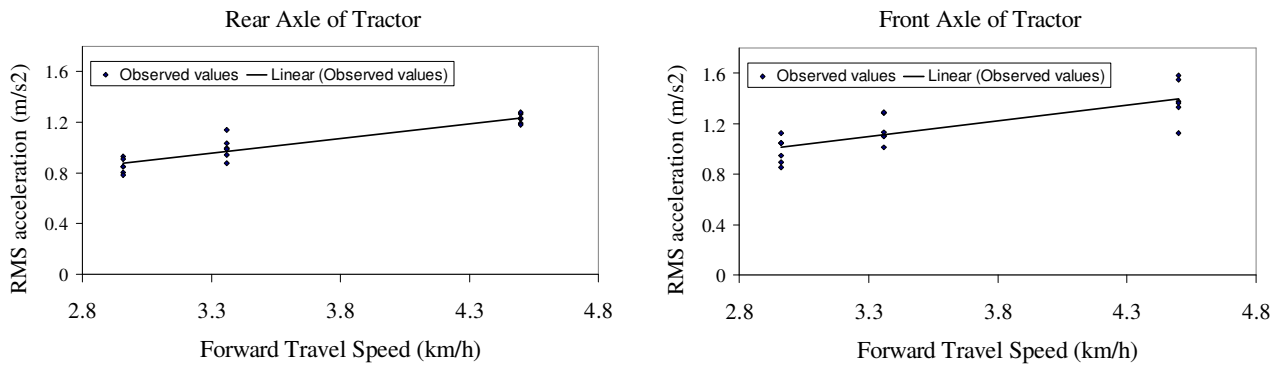 Rear Axle of Tractor
RMS acceleration (m/s2)
1.6
1.2
0.8
0.4
0
Observed values
Linear (Observed values)
2.8 3.3 3.8 4.3 4.8
Forward Travel Speed (km/h)
Front Axle of Tractor
RMS acceleration (m/s2)
1.6
1.2
0.8
0.4
0
Observed values
Linear (Observed values)
2.8 3.3 3.8 4.3 4.8
Forward Travel Speed (km/h)